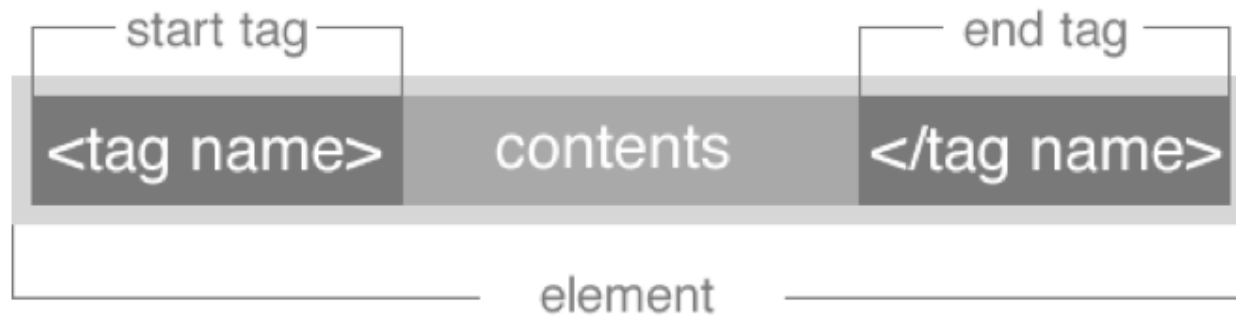 start tag end tag
<tag name> contents </tag name>
element